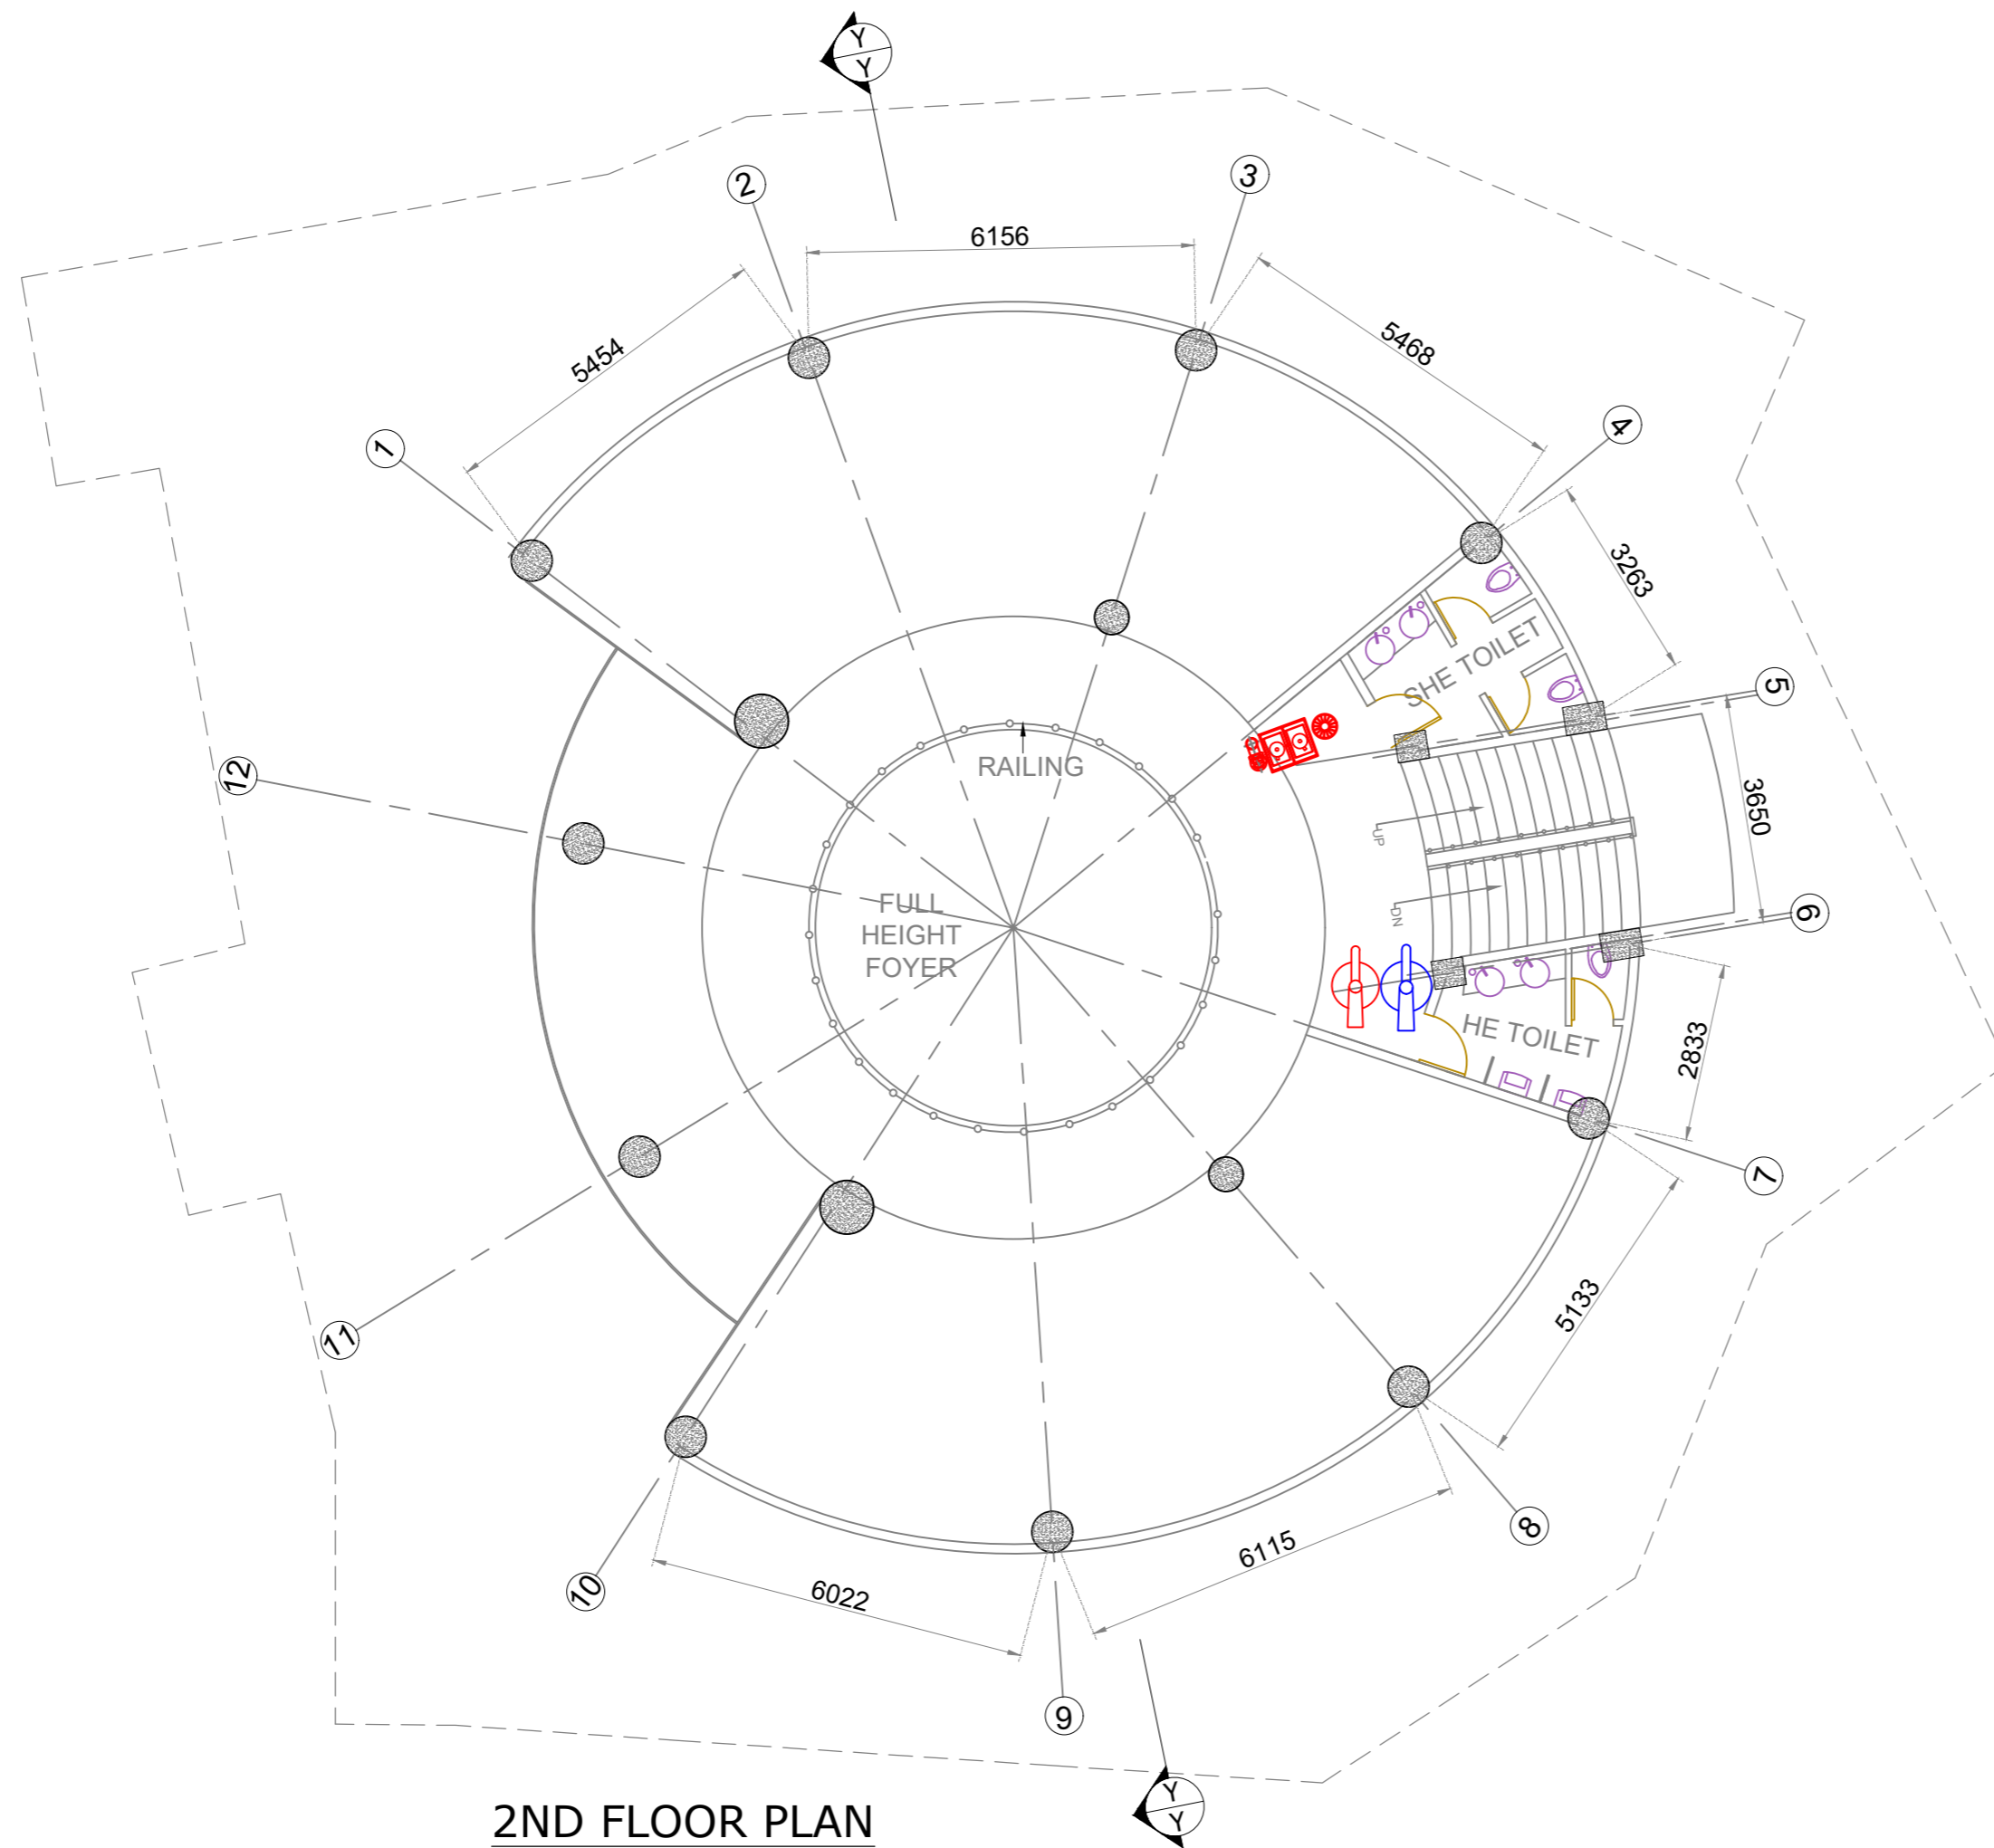 Y
Y
2
3
6156
5454
5468
1
4
3263
SHE TOILET
5
RAILING
12
3650
UP
FULL
HEIGHT
FOYER
DN
6
HE TOILET
2833
7
11
5133
8
6115
10
6022
9
Y
Y
2ND FLOOR PLAN